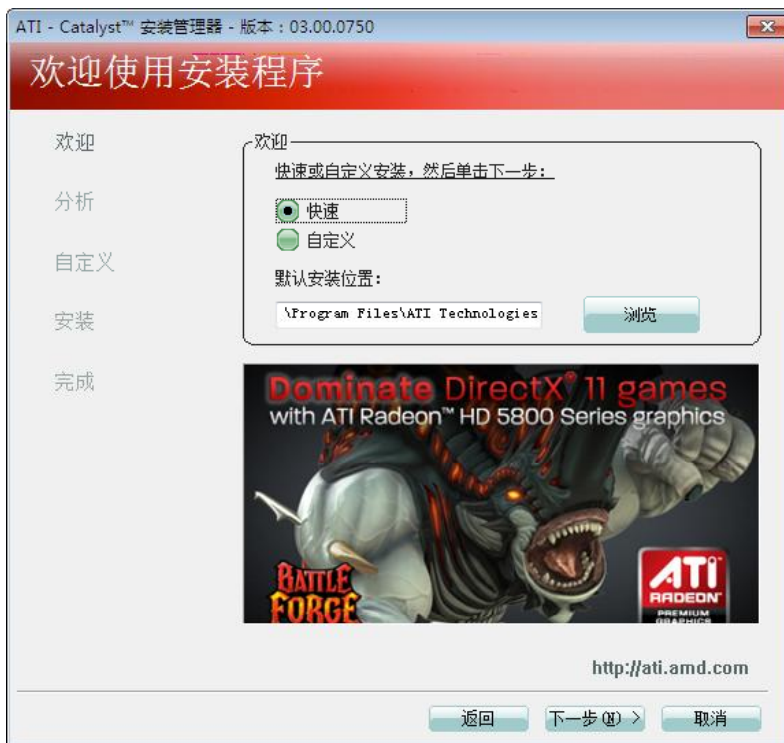 ATI - Catalyst™ 安装管理器 - 版本：03.00.0750
欢迎使用安装程序
欢迎
分析
自定义
安装
完成
欢迎
快速或自定义安装，然后单击下一步：
快速
自定义
默认安装位置：
\Program Files\ATI Technologies
浏览
Dominate DirectX® 11 games
with ATI Radeon™ HD 5800 Series graphics
BATTLE
FORGE
ATI
RADEON™
PREMIUM
GRAPHICS
http://ati.amd.com
返回
下一步(N) >
取消